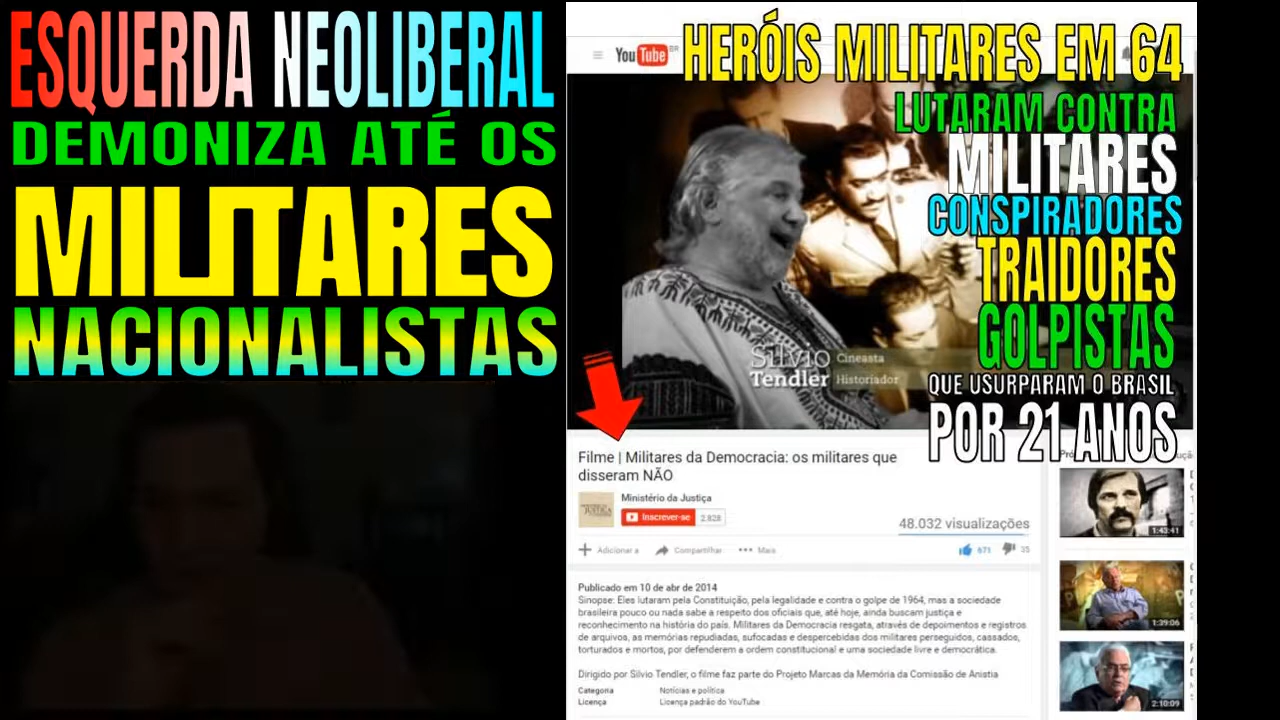 ESQUERDA NEOLIBERAL
DEMONIZA ATÉ OS
MILITARES
NACIONALISTAS
YouTube BR
HERÓIS MILITARES EM 64
LUTARAM CONTRA
MILITARES
CONSPIRADORES
TRAIDORES
GOLPISTAS
QUE USURPARAM O BRASIL
POR 21 ANOS
Silvio
Tendler
Cineasta
Historiador
Filme | Militares da Democracia: os militares que
disseram NÃO
Ministério da Justiça
Inscrever-se 2.828
48.032 visualizações
Adicionar a Compartilhar Mais 671 35
Publicado em 10 de abr de 2014
Sinopse: Eles lutaram pela Constituição, pela legalidade e contra o golpe de 1964, mas a sociedade
brasileira pouco ou nada sabe a respeito dos oficiais que, até hoje, ainda buscam justiça e
reconhecimento na história do país. Militares da Democracia resgata, através de depoimentos e registros
de arquivos, as memórias repudiadas, sufocadas e despercebidas dos militares perseguidos, cassados,
torturados e mortos, por defenderem a ordem constitucional e uma sociedade livre e democrática.
Dirigido por Silvio Tendler, o filme faz parte do Projeto Marcas da Memória da Comissão de Anistia
Categoria Notícias e política
Licença Licença padrão do YouTube
1:43:41
1:39:06
2:10:09